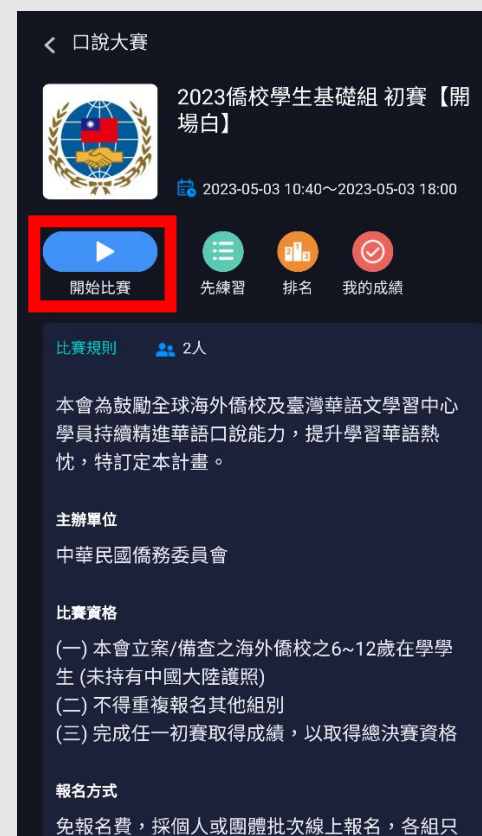 口說大賽
2023僑校學生基礎組 初賽【開
場白】
2023-05-03 10:40～2023-05-03 18:00
開始比賽 先練習 排名 我的成績
比賽規則 2人
本會為鼓勵全球海外僑校及臺灣華語文學習中心
學員持續精進華語口說能力，提升學習華語熱
忱，特訂定本計畫。
主辦單位
中華民國僑務委員會
比賽資格
(一) 本會立案/備查之海外僑校之6~12歲在學學
生 (未持有中國大陸護照)
(二) 不得重複報名其他組別
(三) 完成任一初賽取得成績，以取得總決賽資格
報名方式
免報名費，採個人或團體批次線上報名，各組只